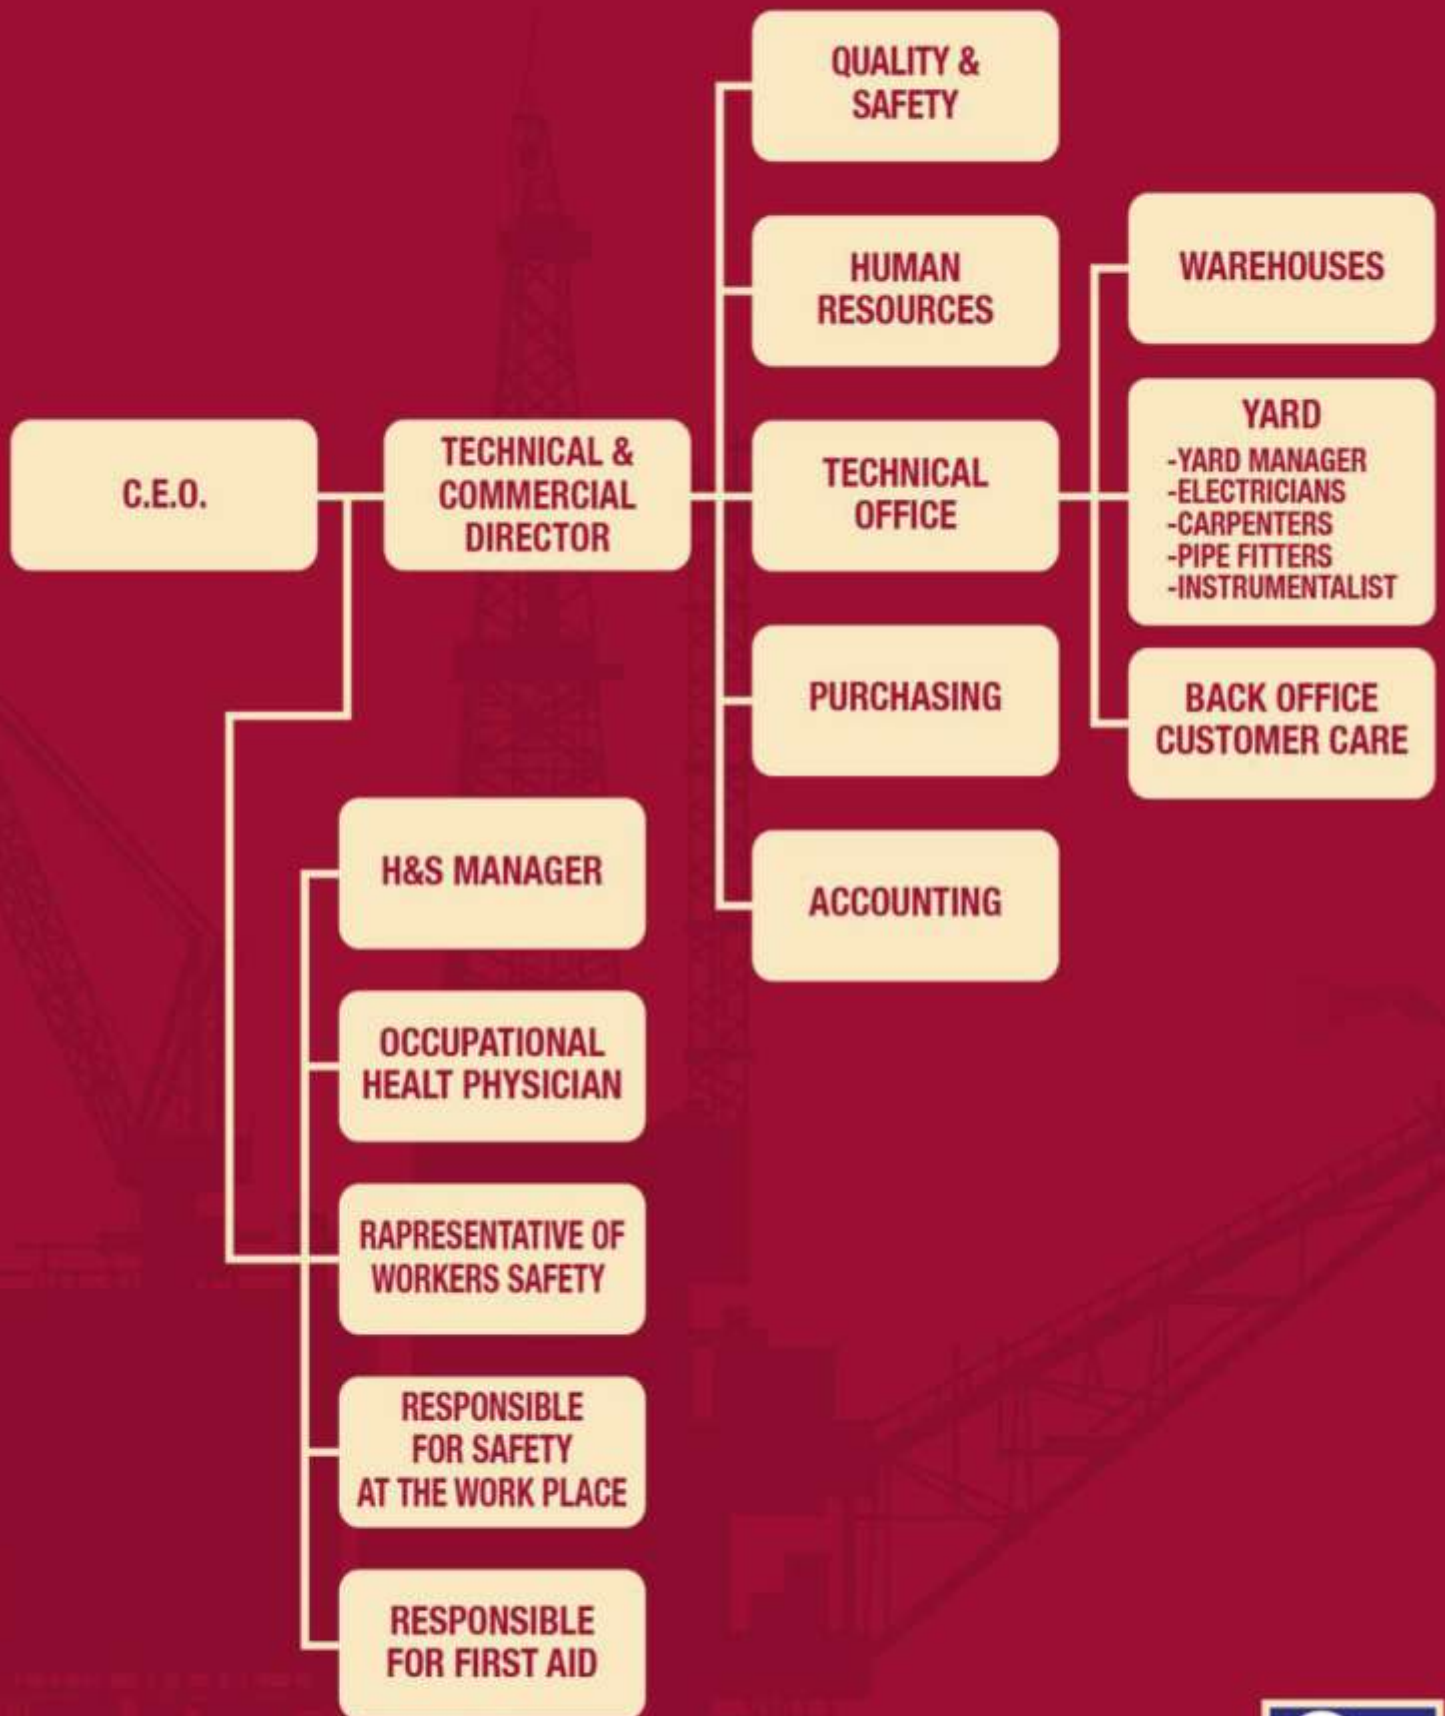 C.E.O.
TECHNICAL &
COMMERCIAL
DIRECTOR
QUALITY &
SAFETY
HUMAN
RESOURCES
TECHNICAL
OFFICE
PURCHASING
ACCOUNTING
WAREHOUSES
YARD
-YARD MANAGER
-ELECTRICIANS
-CARPENTERS
-PIPE FITTERS
-INSTRUMENTALIST
BACK OFFICE
CUSTOMER CARE
H&S MANAGER
OCCUPATIONAL
HEALT PHYSICIAN
RAPRESENTATIVE OF
WORKERS SAFETY
RESPONSIBLE
FOR SAFETY
AT THE WORK PLACE
RESPONSIBLE
FOR FIRST AID